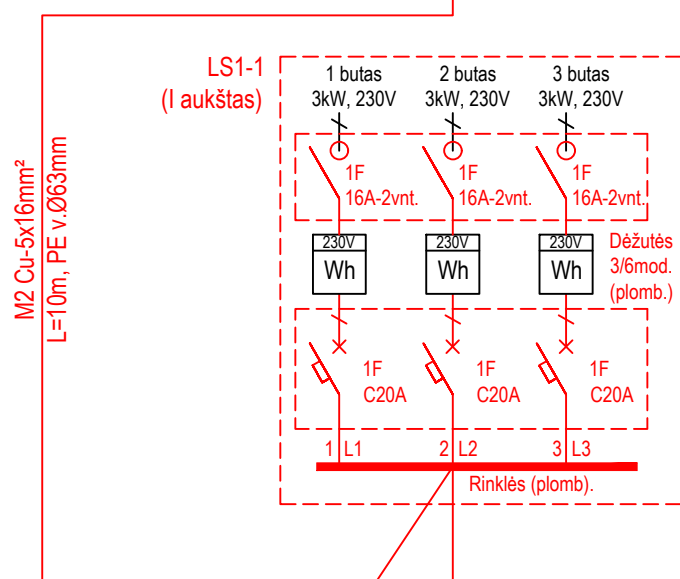 M2 Cu-5x16mm²
L=10m, PE v.Ø63mm
LS1-1
(I aukštas)
1 butas
3kW, 230V
2 butas
3kW, 230V
3 butas
3kW, 230V
1F
16A-2vnt.
1F
16A-2vnt.
1F
16A-2vnt.
230V
Wh
230V
Wh
230V
Wh
Dėžutės
3/6mod.
(plomb.)
1F
C20A
1F
C20A
1F
C20A
1 L1
2 L2
3 L3
Rinklės (plomb).